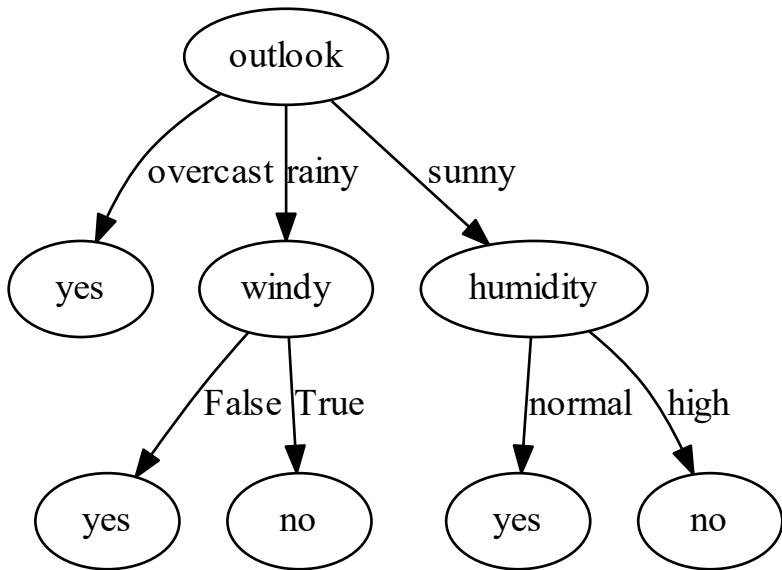 outlook
overcast rainy sunny
yes windy humidity
False True normal high
yes no yes no